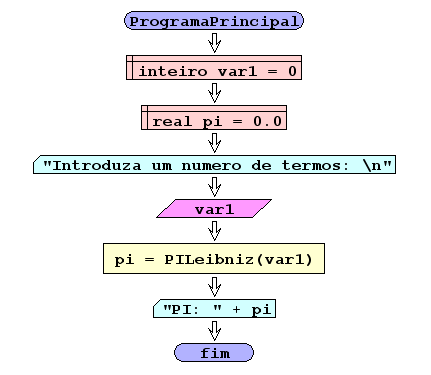 ProgramaPrincipal
inteiro var1 = 0
real pi = 0.0
"Introduza um numero de termos: \n"
var1
pi = PILeibniz(var1)
"PI: " + pi
fim